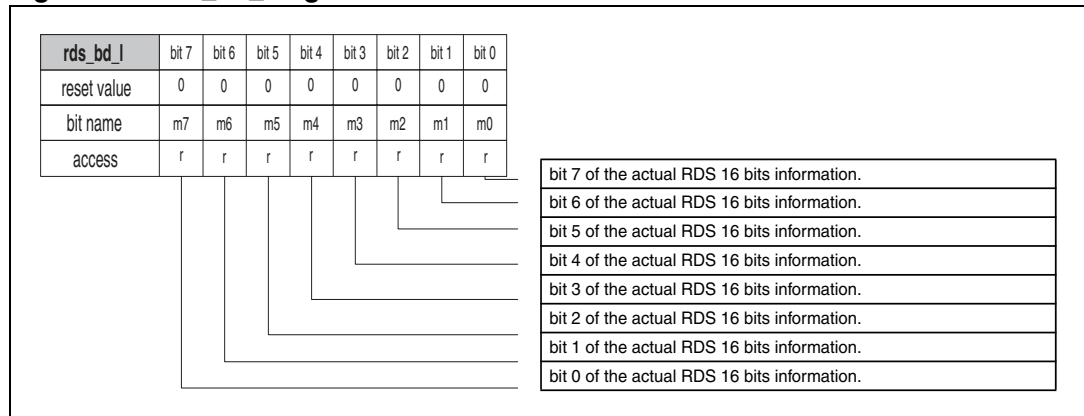 rds_bd_l bit 7 bit 6 bit 5 bit 4 bit 3 bit 2 bit 1 bit 0
reset value 0 0 0 0 0 0 0 0
bit name m7 m6 m5 m4 m3 m2 m1 m0
access r r r r r r r r
bit 7 of the actual RDS 16 bits information.
bit 6 of the actual RDS 16 bits information.
bit 5 of the actual RDS 16 bits information.
bit 4 of the actual RDS 16 bits information.
bit 3 of the actual RDS 16 bits information.
bit 2 of the actual RDS 16 bits information.
bit 1 of the actual RDS 16 bits information.
bit 0 of the actual RDS 16 bits information.